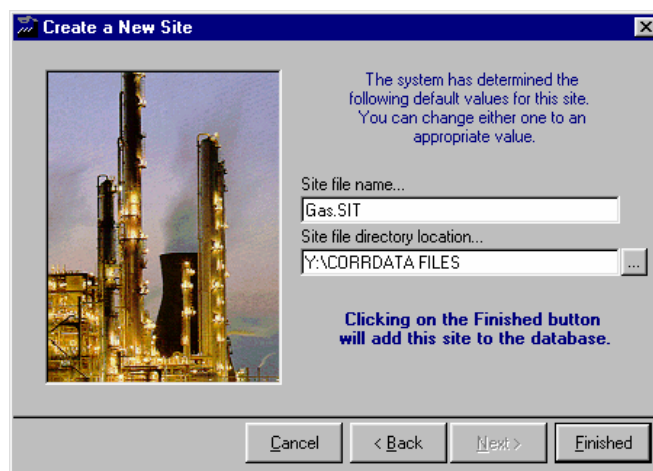 Create a New Site
The system has determined the
following default values for this site.
You can change either one to an
appropriate value.
Site file name...
Gas.SIT
Site file directory location...
Y:\CORRDATA FILES
...
Clicking on the Finished button
will add this site to the database.
Cancel
< Back
Next >
Finished